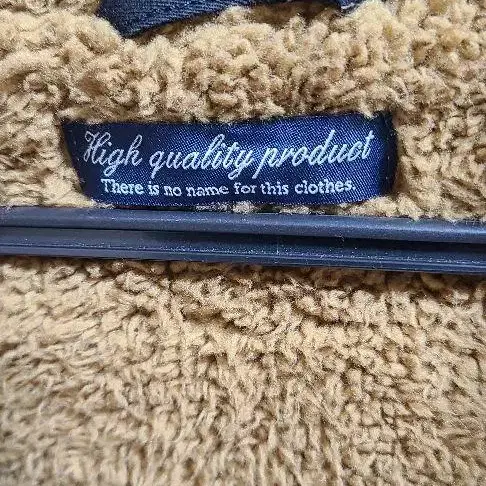 High quality product
There is no name for this clothes.